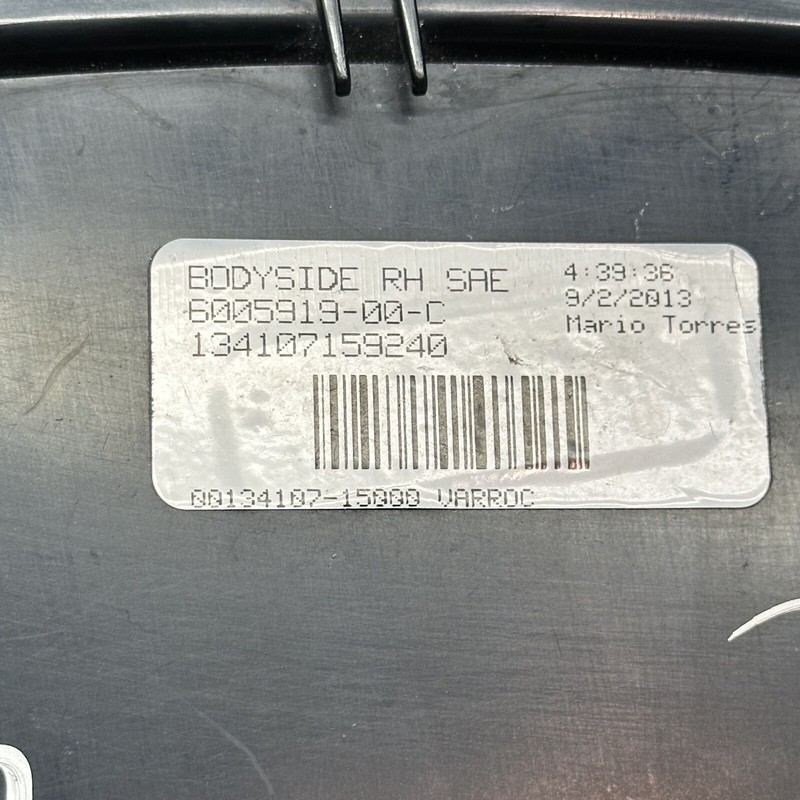 BODYSIDE RH SAE
6005919-00-C
134107159240
4:39:36
9/2/2013
Mario Torres
00134107-15000 VARROC